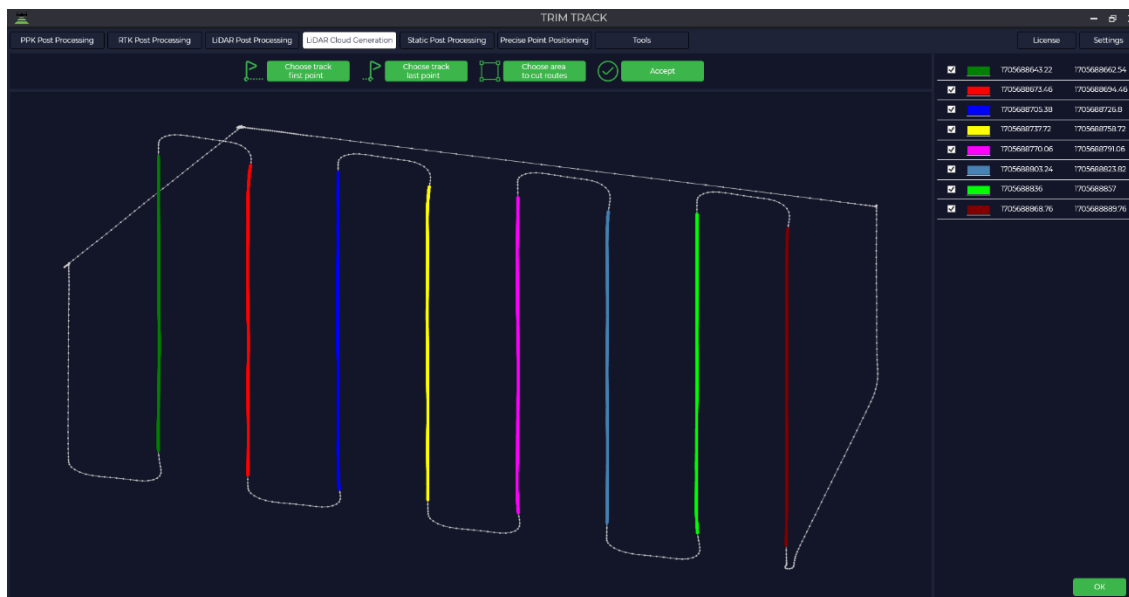 TRIM TRACK
PPK Post Processing
RTK Post Processing
LiDAR Post Processing
LiDAR Cloud Generation
Static Post Processing
Precise Point Positioning
Tools
License
Settings
Choose track
first point
Choose track
last point
Choose area
to cut routes
Accept
1705688643.22 1705688662.54
1705688673.46 1705688694.46
1705688705.38 1705688726.8
1705688737.72 1705688758.72
1705688770.06 1705688791.06
1705688803.24 1705688823.82
1705688836 1705688857
1705688868.76 1705688889.76
OK